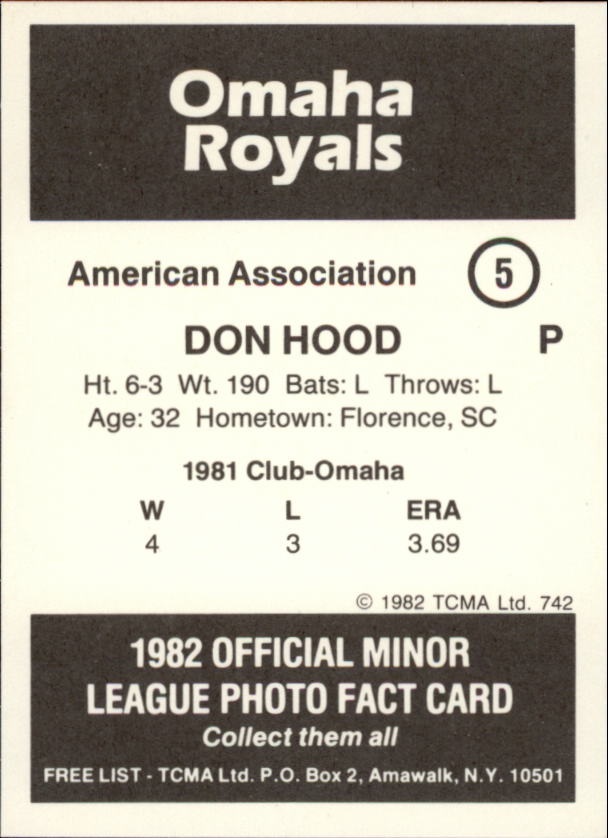 Omaha
Royals
American Association 5
DON HOOD P
Ht. 6-3 Wt. 190 Bats: L Throws: L
Age: 32 Hometown: Florence, SC
1981 Club-Omaha
W L ERA
4 3 3.69
© 1982 TCMA Ltd. 742
1982 OFFICIAL MINOR
LEAGUE PHOTO FACT CARD
Collect them all
FREE LIST - TCMA Ltd. P.O. Box 2, Amawalk, N.Y. 10501